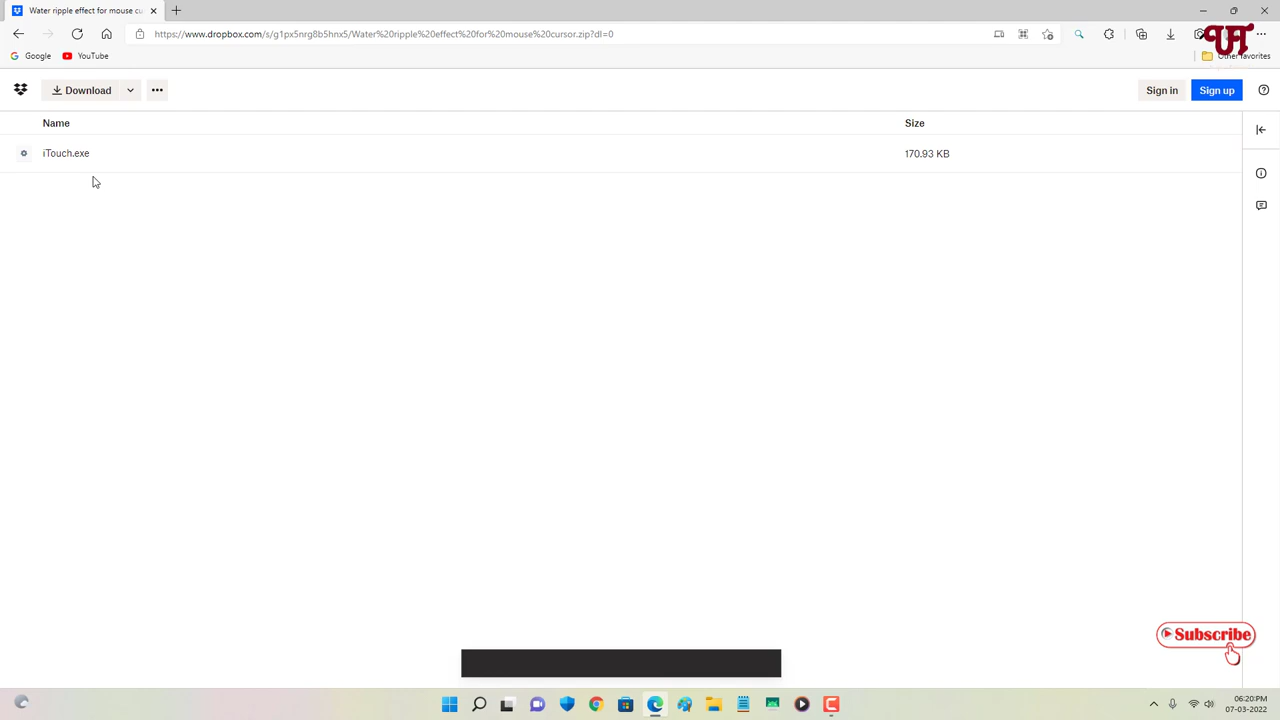 Water ripple effect for mouse cu
https://www.dropbox.com/s/g1px5nrg8b5hnx5/Water%20ripple%20effect%20for%20mouse%20cursor.zip?dl=0
Google
YouTube
Other favorites
Download
Sign in
Sign up
Name
Size
iTouch.exe
170.93 KB
Subscribe
06:20:PM
07-03-2022